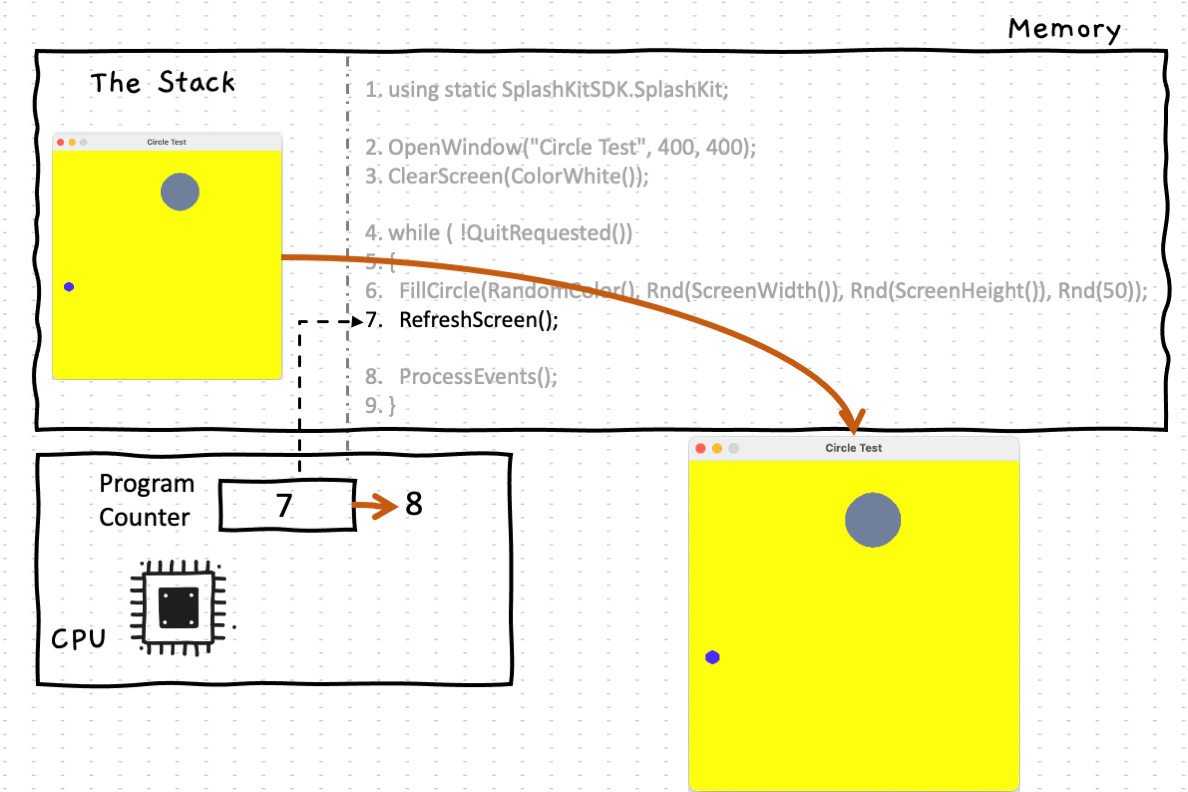 Memory
The Stack
Circle Test
1. using static SplashKitSDK.SplashKit;
2. OpenWindow("Circle Test", 400, 400);
3. ClearScreen(ColorWhite());
4. while ( !QuitRequested())
5. {
6. FillCircle(RandomColor(), Rnd(ScreenWidth()), Rnd(ScreenHeight()), Rnd(50));
7. RefreshScreen();
8. ProcessEvents();
9. }
Program
Counter
7
8
CPU
Circle Test